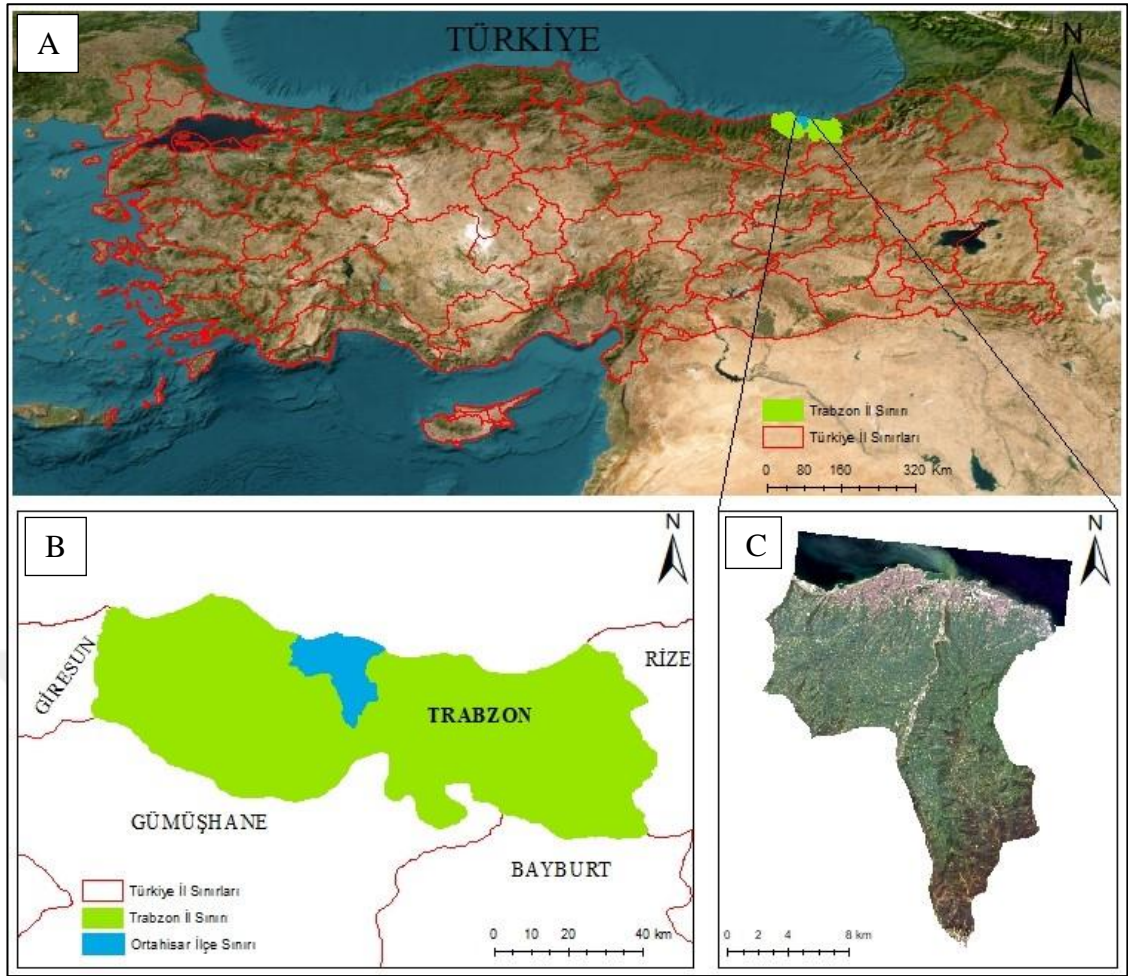 A
TÜRKİYE
N
Trabzon İl Sınırı
Türkiye İl Sınırları
0 80 160 320 Km
B
N
GİRESUN
RİZE
TRABZON
GÜMÜŞHANE
BAYBURT
Türkiye İl Sınırları
Trabzon İl Sınırı
Ortahisar İlçe Sınırı
0 10 20 40 km
C
N
0 2 4 8 km